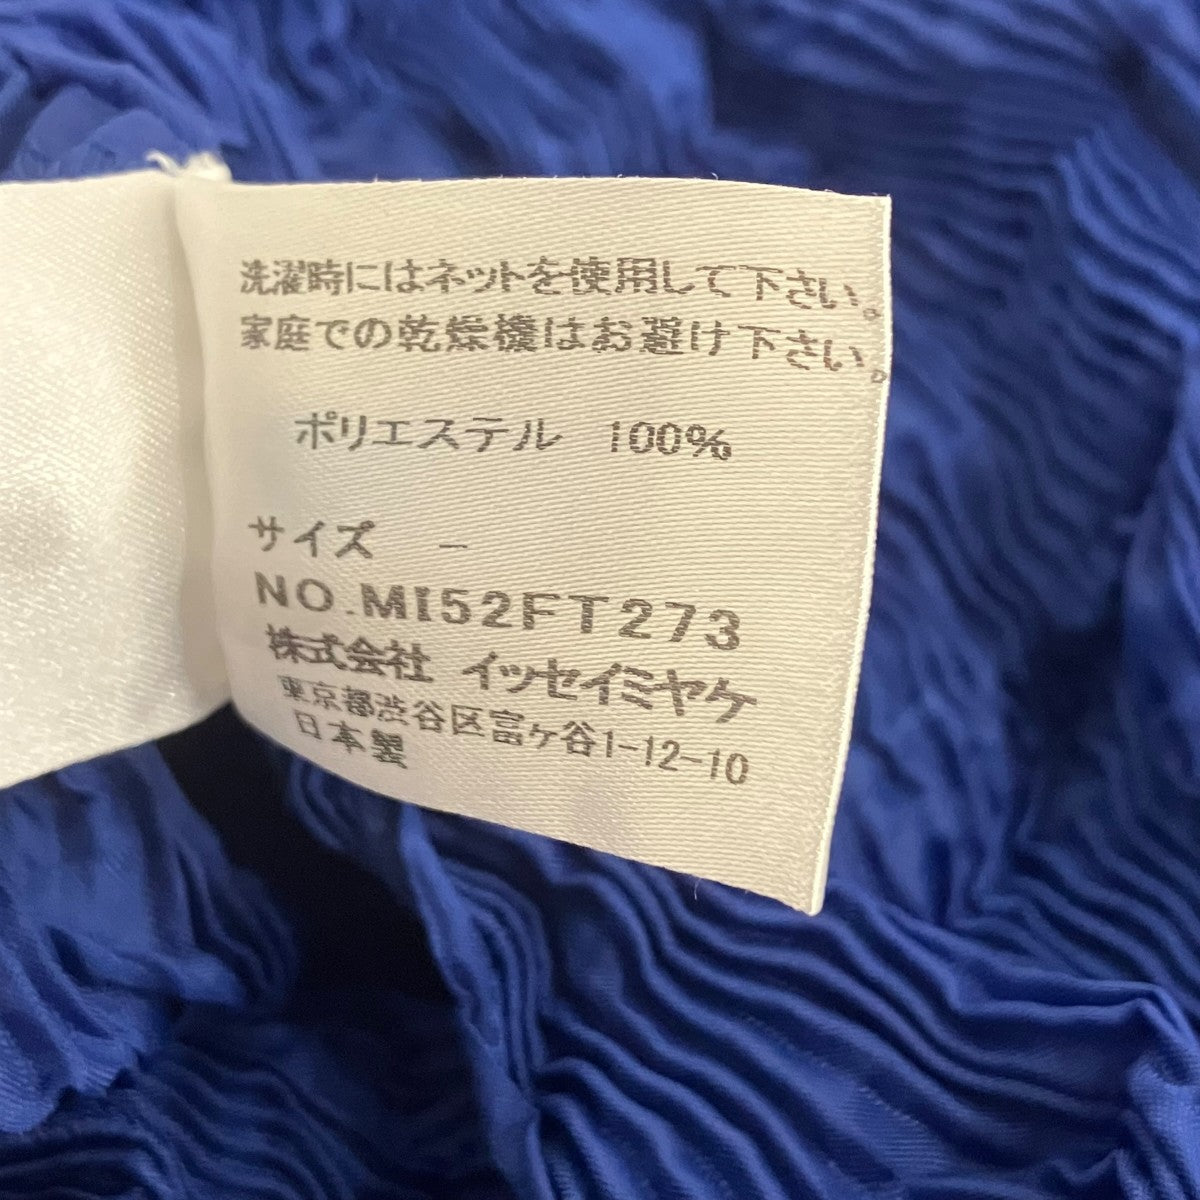 洗濯時にはネットを使用して下さい。
家庭での乾燥機はお避け下さい。
ポリエステル 100%
サイズ -
NO.MI52FT273
株式会社 イッセイミヤケ
東京都渋谷区富ケ谷1-12-10
日本製